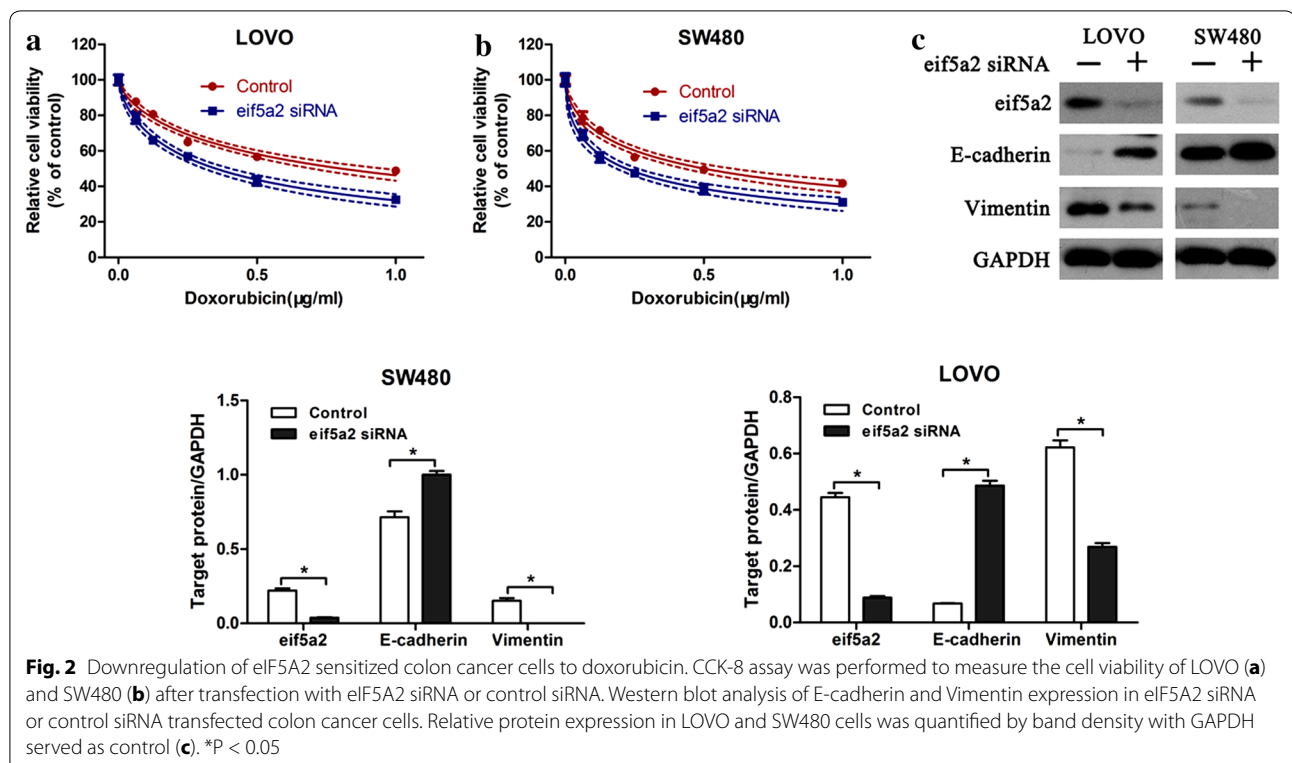 a
LOVO
120
100
80
60
40
20
0
Relative cell viability
(% of control)
Control
eif5a2 siRNA
0.0
0.5
1.0
Doxorubicin(µg/ml)
b
SW480
120
100
80
60
40
20
0
Relative cell viability
(% of control)
Control
eif5a2 siRNA
0.0
0.5
1.0
Doxorubicin(µg/ml)
c
LOVO SW480
eif5a2 siRNA — + — +
eif5a2
E-cadherin
Vimentin
GAPDH
SW480
1.5
1.0
0.5
0.0
Target protein/GAPDH
Control
eif5a2 siRNA
* * *
eif5a2 E-cadherin Vimentin
LOVO
0.8
0.6
0.4
0.2
0.0
Target protein/GAPDH
Control
eif5a2 siRNA
* * *
eif5a2 E-cadherin Vimentin
Fig. 2 Downregulation of eIF5A2 sensitized colon cancer cells to doxorubicin. CCK-8 assay was performed to measure the cell viability of LOVO (a)
and SW480 (b) after transfection with eIF5A2 siRNA or control siRNA. Western blot analysis of E-cadherin and Vimentin expression in eIF5A2 siRNA
or control siRNA transfected colon cancer cells. Relative protein expression in LOVO and SW480 cells was quantified by band density with GAPDH
served as control (c). *P < 0.05